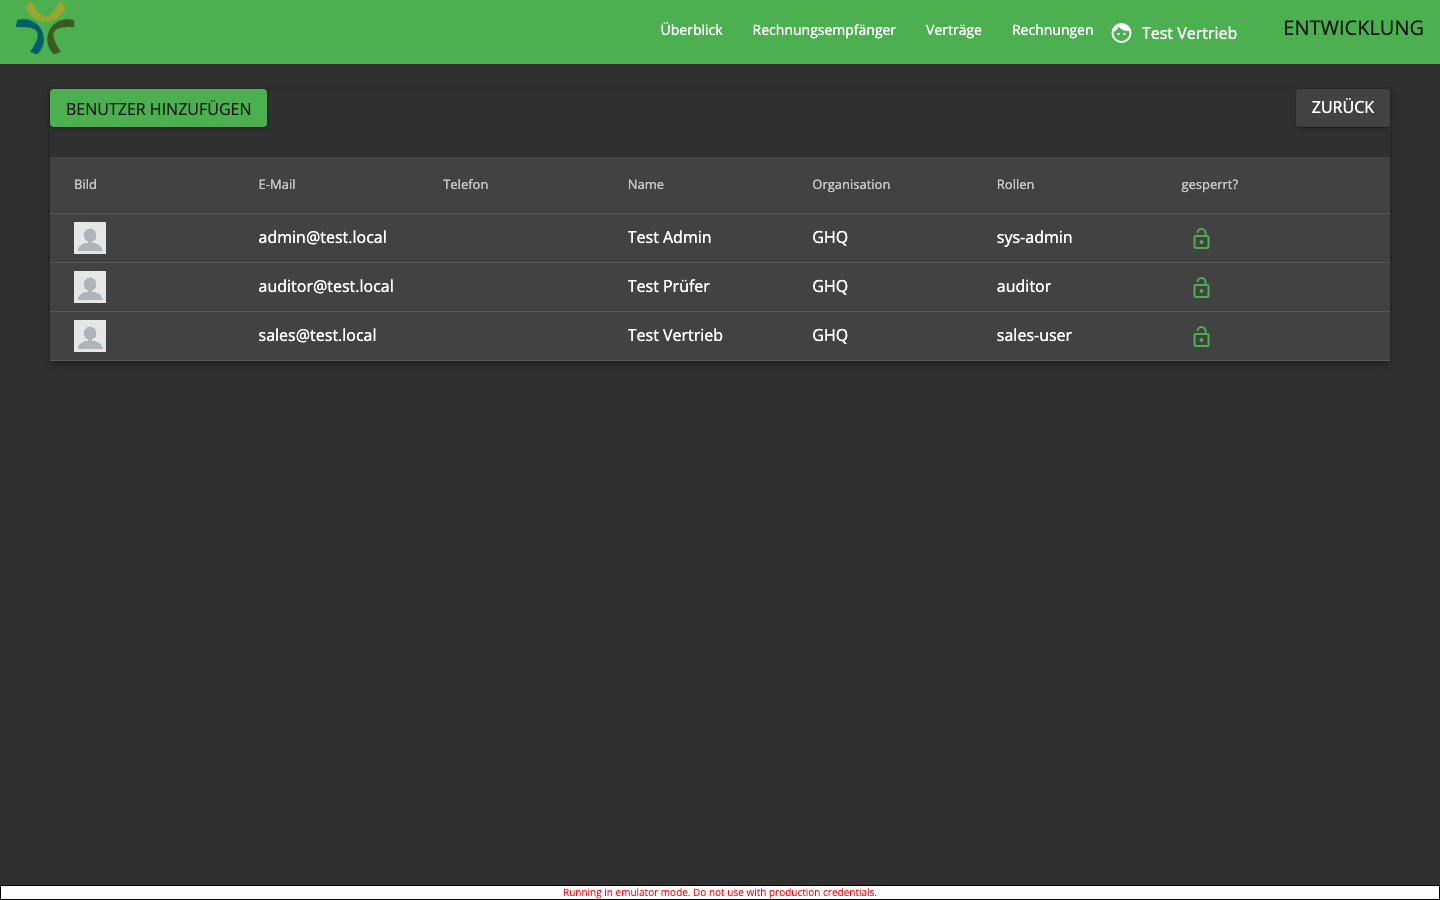 Überblick Rechnungsempfänger Verträge Rechnungen Test Vertrieb ENTWICKLUNG
BENUTZER HINZUFÜGEN ZURÜCK
Bild E-Mail Telefon Name Organisation Rollen gesperrt?
admin@test.local Test Admin GHQ sys-admin
auditor@test.local Test Prüfer GHQ auditor
sales@test.local Test Vertrieb GHQ sales-user
Running in emulator mode. Do not use with production credentials.